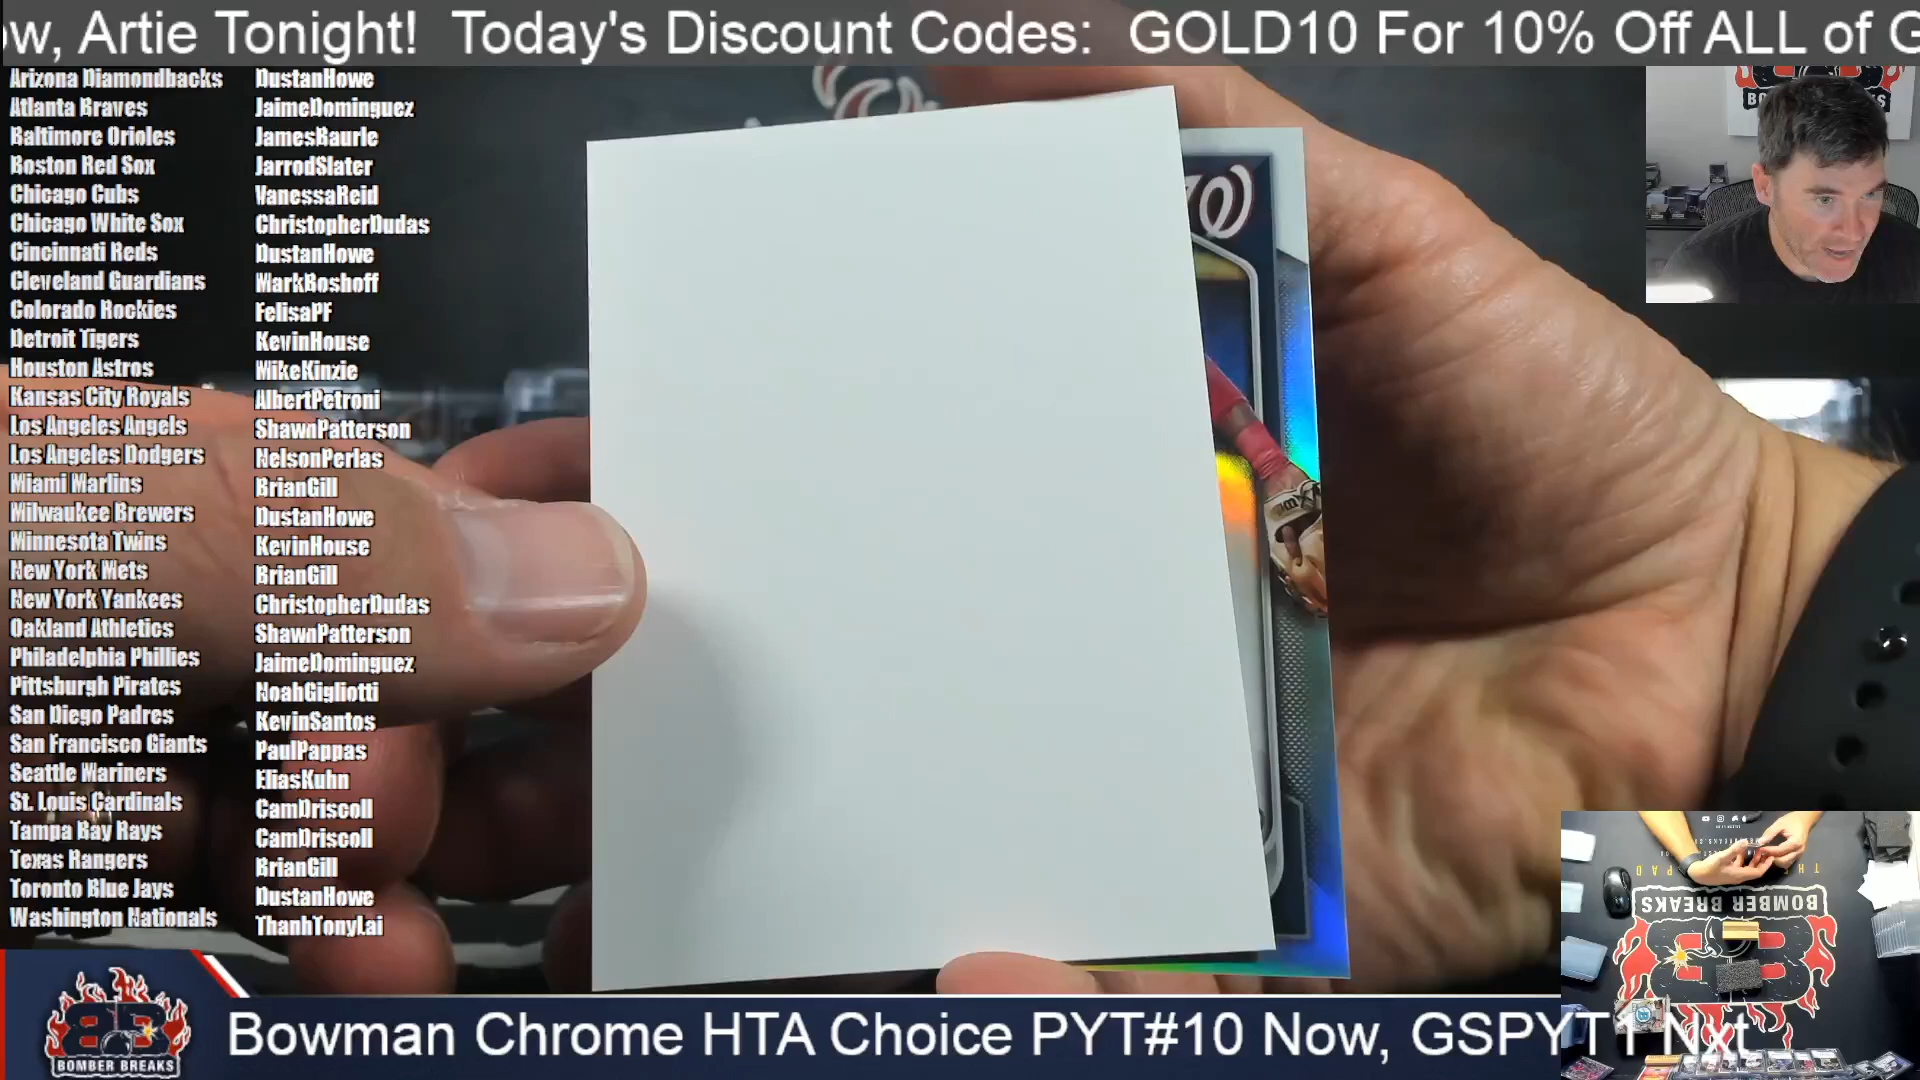 ow, Artie Tonight! Today's Discount Codes: GOLD10 For 10% Off ALL of G
Arizona Diamondbacks DustanHowe
Atlanta Braves JaimeDominguez
Baltimore Orioles JamesBaurle
Boston Red Sox JarrodSlater
Chicago Cubs VanessaReid
Chicago White Sox ChristopherDudas
Cincinnati Reds DustanHowe
Cleveland Guardians MarkBoshoff
Colorado Rockies FelisaPF
Detroit Tigers KevinHouse
Houston Astros MikeKinzie
Kansas City Royals AlbertPetroni
Los Angeles Angels ShawnPatterson
Los Angeles Dodgers NelsonPerlas
Miami Marlins BrianGill
Milwaukee Brewers DustanHowe
Minnesota Twins KevinHouse
New York Mets BrianGill
New York Yankees ChristopherDudas
Oakland Athletics ShawnPatterson
Philadelphia Phillies JaimeDominguez
Pittsburgh Pirates NoahGigliotti
San Diego Padres KevinSantos
San Francisco Giants PaulPappas
Seattle Mariners EliasKuhn
St. Louis Cardinals CamDriscoll
Tampa Bay Rays CamDriscoll
Texas Rangers BrianGill
Toronto Blue Jays DustanHowe
Washington Nationals ThanhTonyLai
BOMBER BREAKS
BB
BOMBER BREAKS
Bowman Chrome HTA Choice PYT#10 Now, GSPYT1 Nxt